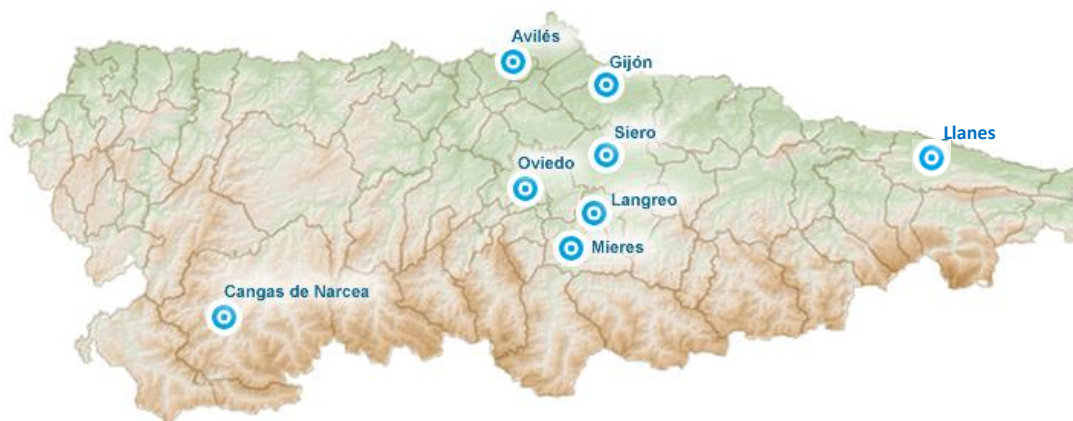 Avilés
Gijón
Siero
Llanes
Oviedo
Langreo
Mieres
Cangas de Narcea